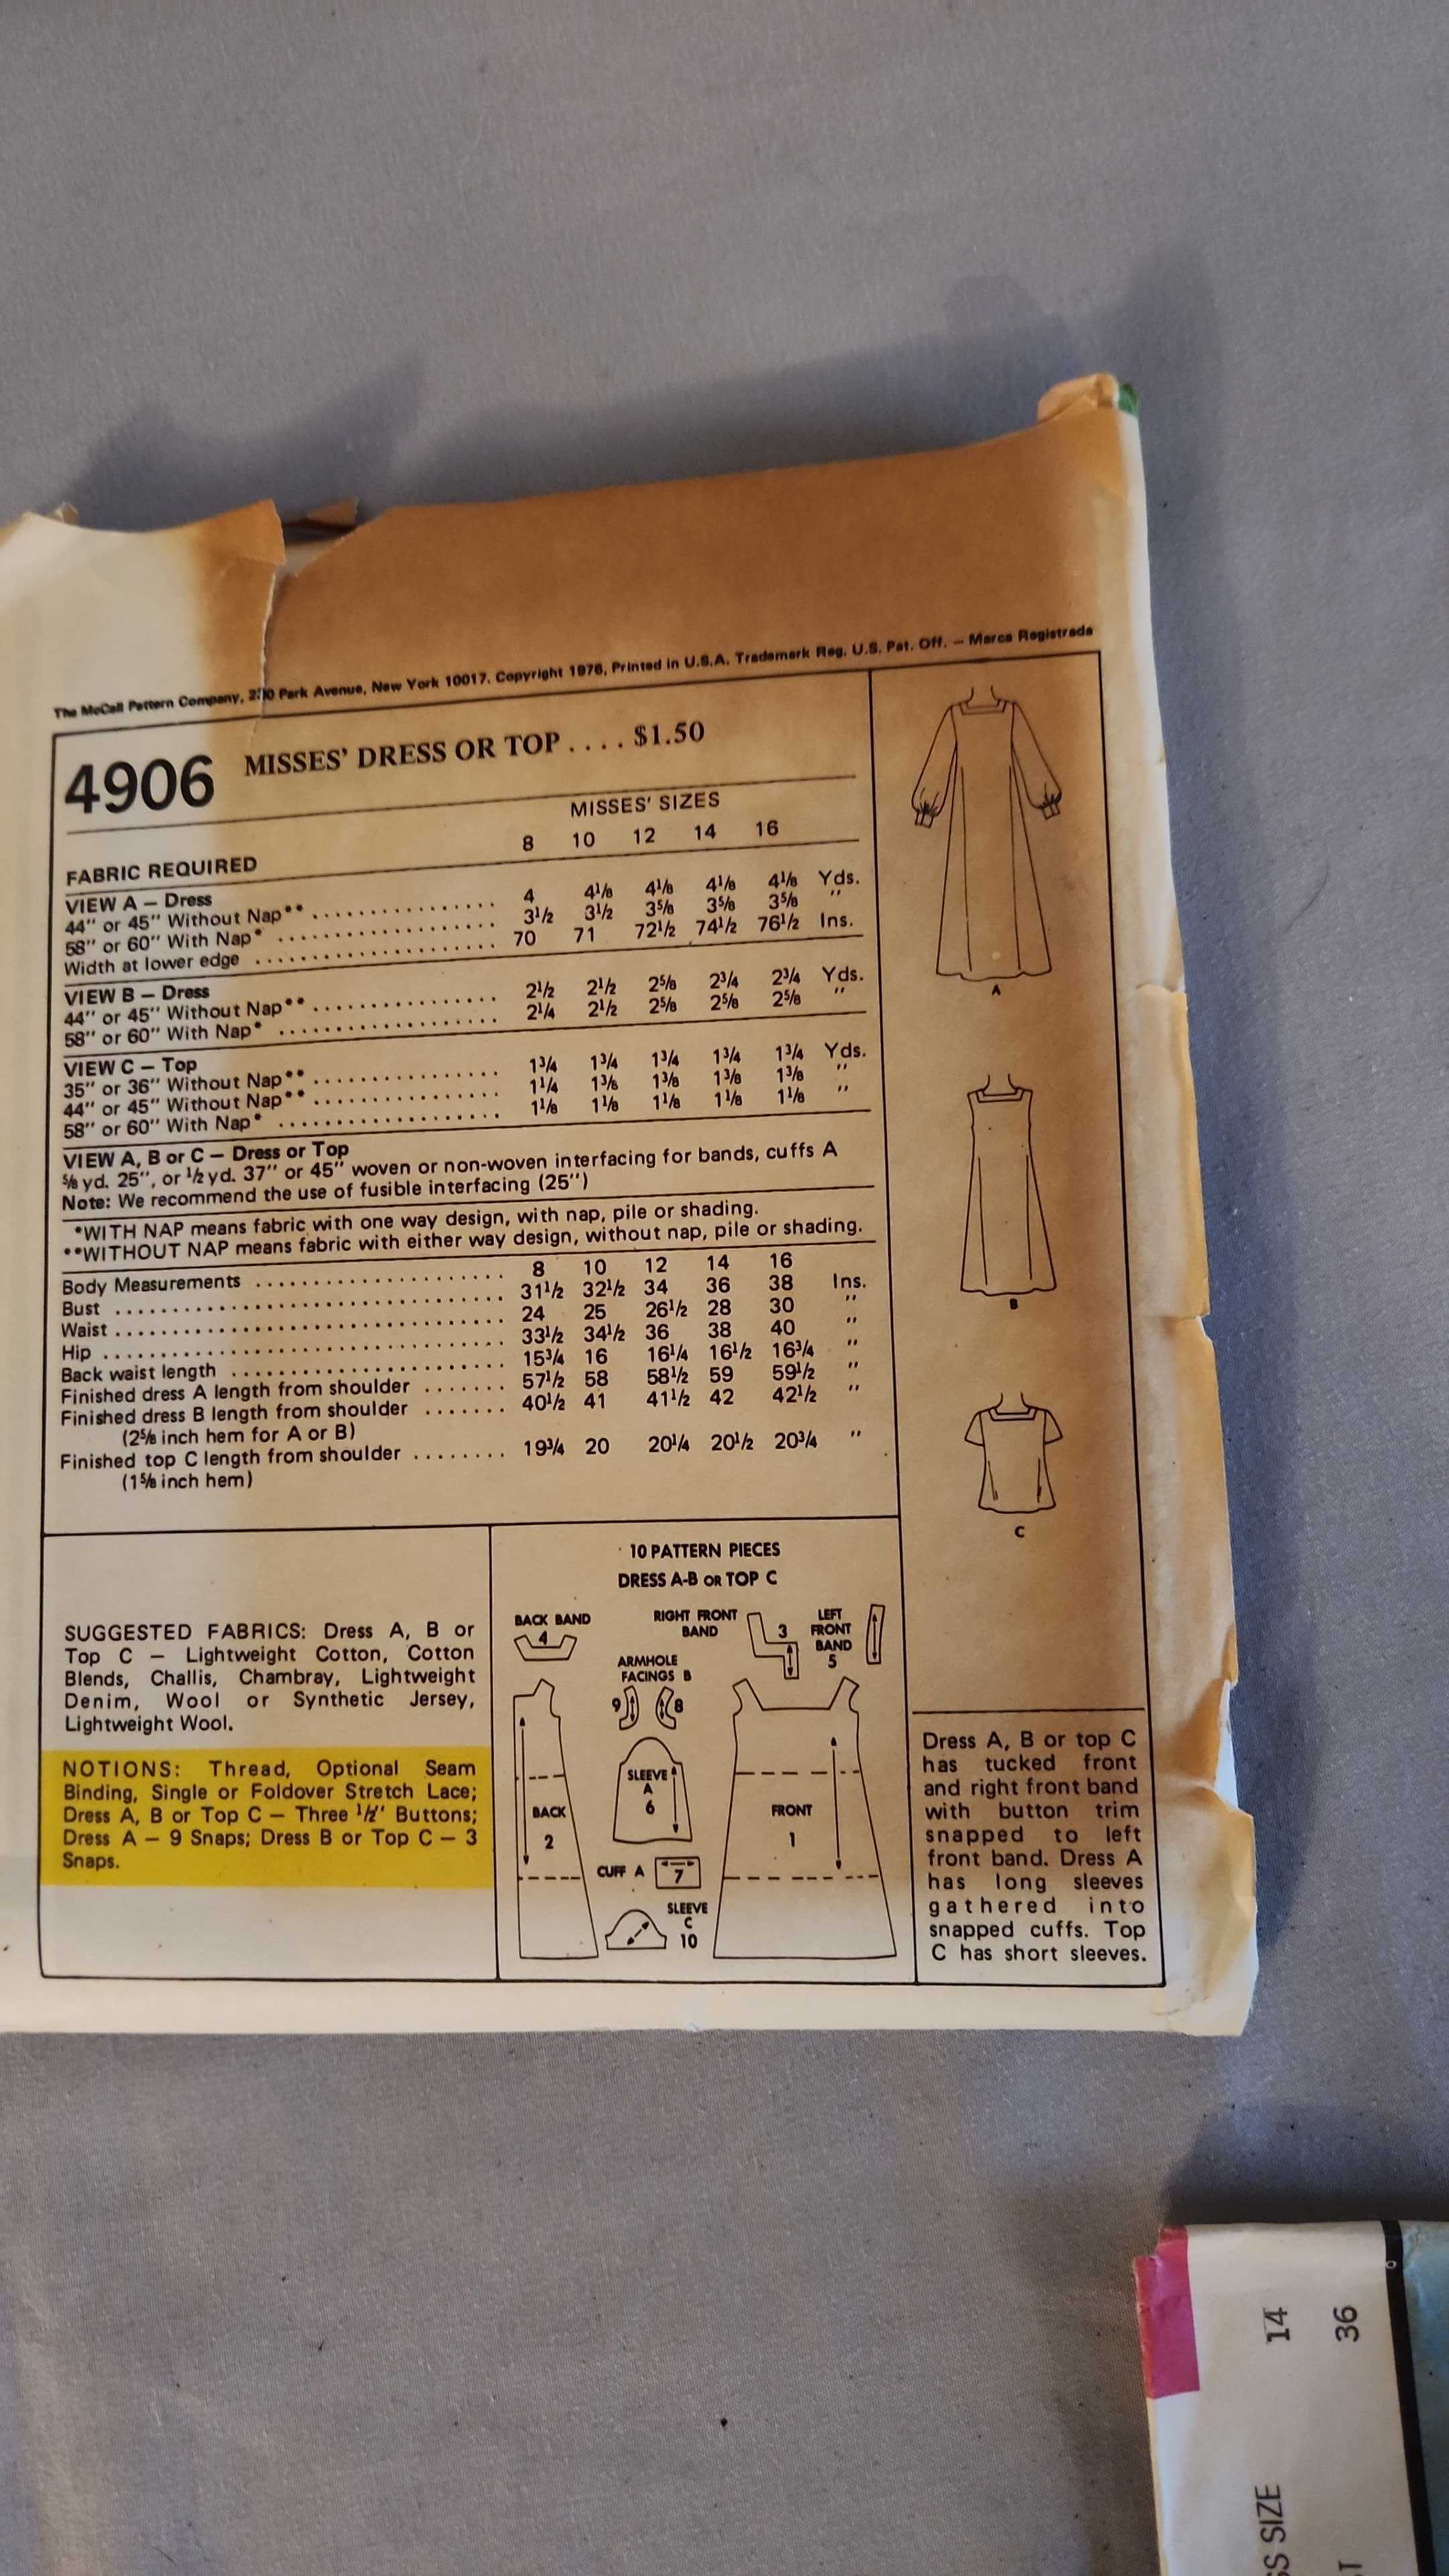 The McCall Pattern Company, 230 Park Avenue, New York 10017. Copyright 1976, Printed in U.S.A. Trademark Reg. U.S. Pat. Off. — Marca Registrada
4906 MISSES' DRESS OR TOP .... $1.50
MISSES' SIZES
8 10 12 14 16
FABRIC REQUIRED
VIEW A — Dress
44" or 45" Without Nap** ................ 4 4⅛ 4⅛ 4⅛ 4⅛ Yds.
58" or 60" With Nap* .................... 3½ 3½ 3⅝ 3⅝ 3⅝ "
Width at lower edge ...................... 70 71 72½ 74½ 76½ Ins.
VIEW B — Dress
44" or 45" Without Nap** ................ 2½ 2½ 2⅝ 2¾ 2¾ Yds.
58" or 60" With Nap* .................... 2¼ 2½ 2⅝ 2⅝ 2⅝ "
VIEW C — Top
35" or 36" Without Nap** ................ 1¾ 1¾ 1¾ 1¾ 1¾ Yds.
44" or 45" Without Nap** ................ 1¼ 1⅜ 1⅜ 1⅜ 1⅜ "
58" or 60" With Nap* .................... 1⅛ 1⅛ 1⅛ 1⅛ 1⅛ "
VIEW A, B or C — Dress or Top
⅝ yd. 25", or ½ yd. 37" or 45" woven or non-woven interfacing for bands, cuffs A
Note: We recommend the use of fusible interfacing (25")
*WITH NAP means fabric with one way design, with nap, pile or shading.
**WITHOUT NAP means fabric with either way design, without nap, pile or shading.
Body Measurements ...................... 8 10 12 14 16
Bust .................................... 31½ 32½ 34 36 38 Ins.
Waist .................................... 24 25 26½ 28 30 "
Hip ...................................... 33½ 34½ 36 38 40 "
Back waist length ........................ 15¾ 16 16¼ 16½ 16¾ "
Finished dress A length from shoulder ....... 57½ 58 58½ 59 59½ "
Finished dress B length from shoulder ....... 40½ 41 41½ 42 42½ "
(2⅝ inch hem for A or B)
Finished top C length from shoulder ........ 19¾ 20 20¼ 20½ 20¾ "
(1⅝ inch hem)
A
B
C
SUGGESTED FABRICS: Dress A, B or
Top C — Lightweight Cotton, Cotton
Blends, Challis, Chambray, Lightweight
Denim, Wool or Synthetic Jersey,
Lightweight Wool.
NOTIONS: Thread, Optional Seam
Binding, Single or Foldover Stretch Lace;
Dress A, B or Top C — Three ½" Buttons;
Dress A — 9 Snaps; Dress B or Top C — 3
Snaps.
10 PATTERN PIECES
DRESS A-B OR TOP C
BACK BAND
4
RIGHT FRONT
BAND
3
LEFT
FRONT
BAND
5
ARMHOLE
FACINGS B
9
8
SLEEVE
A
6
BACK
2
FRONT
1
CUFF A
7
SLEEVE
C
10
Dress A, B or top C
has tucked front
and right front band
with button trim
snapped to left
front band. Dress A
has long sleeves
gathered into
snapped cuffs. Top
C has short sleeves.
14
36
SIZE